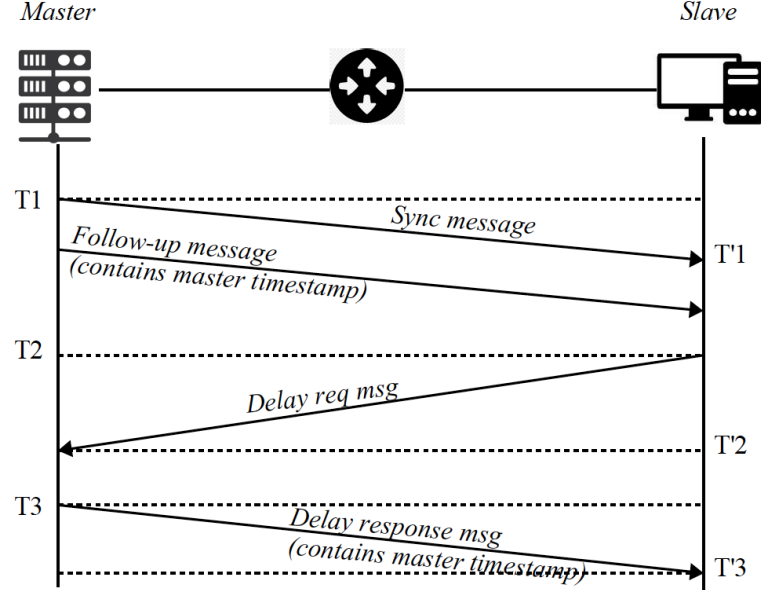 Master
Slave
T1
Sync message
Follow-up message
(contains master timestamp)
T'1
T2
Delay req msg
T'2
T3
Delay response msg
(contains master timestamp)
T'3